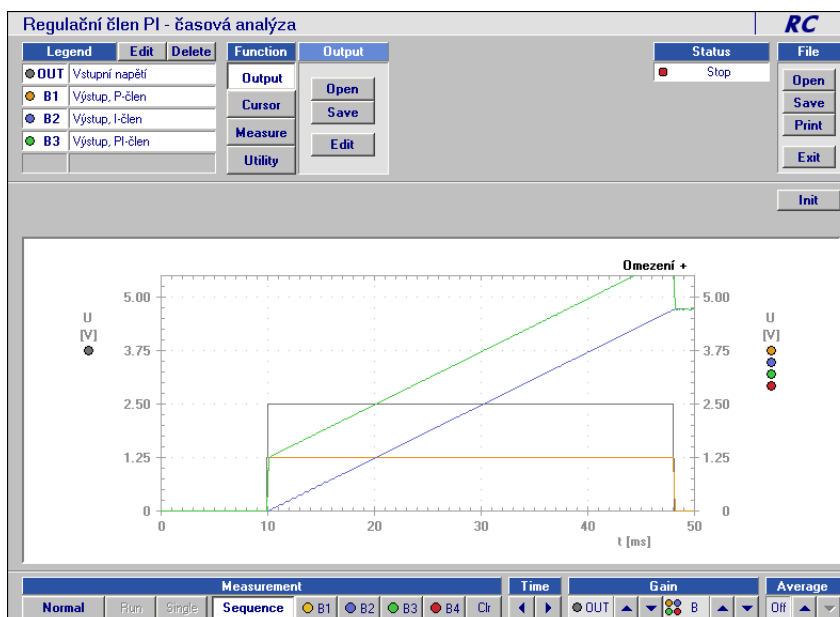 Regulační člen PI - časová analýza
RC
Legend Edit Delete Function Output Status File
OUT Vstupní napětí
B1 Výstup, P-člen
B2 Výstup, I-člen
B3 Výstup, PI-člen
Output
Cursor
Measure
Utility
Open
Save
Edit
Stop
Open
Save
Print
Exit
Init
Omezení +
5.00 5.00
U U
[V] [V]
3.75 3.75
2.50 2.50
1.25 1.25
0 0
0 10 20 30 40 50
t [ms]
Measurement Time Gain Average
Normal Run Single Sequence B1 B2 B3 B4 Clr OUT B Off